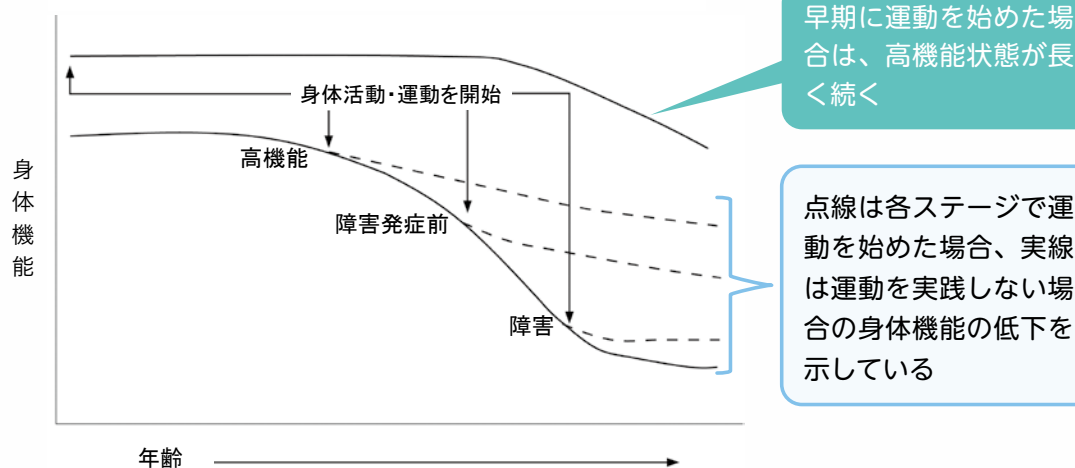 早期に運動を始めた場
合は、高機能状態が長
く続く
身体活動・運動を開始
高機能
身
体
機
能
障害発症前
点線は各ステージで運
動を始めた場合、実線
は運動を実践しない場
合の身体機能の低下を
示している
障害
年齢